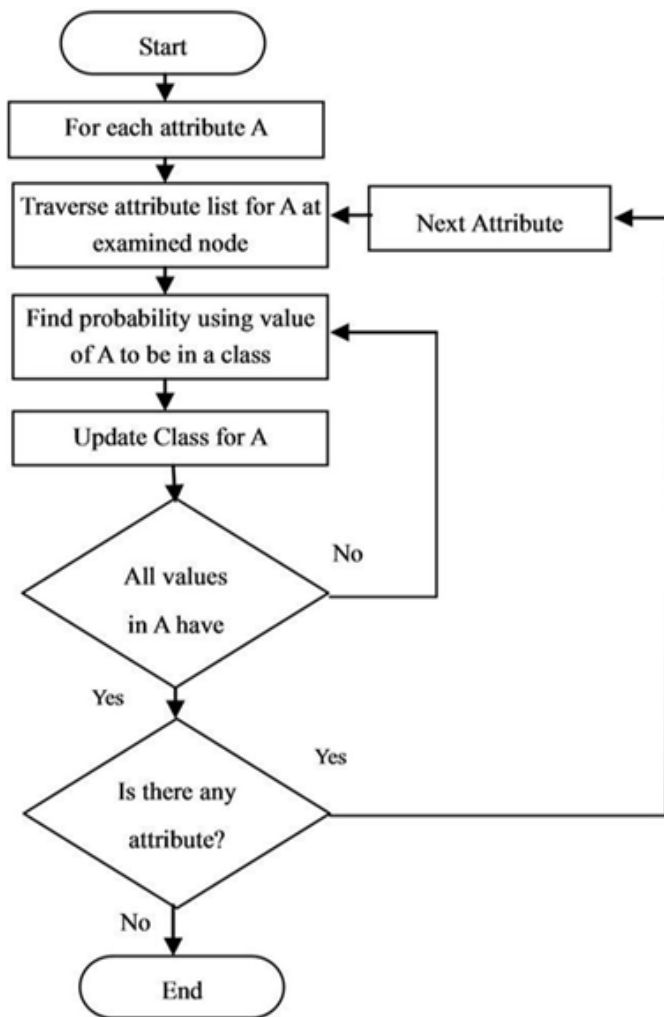 Start
For each attribute A
Traverse attribute list for A at
examined node
Next Attribute
Find probability using value
of A to be in a class
Update Class for A
All values
in A have
No
Yes
Is there any
attribute?
Yes
No
End